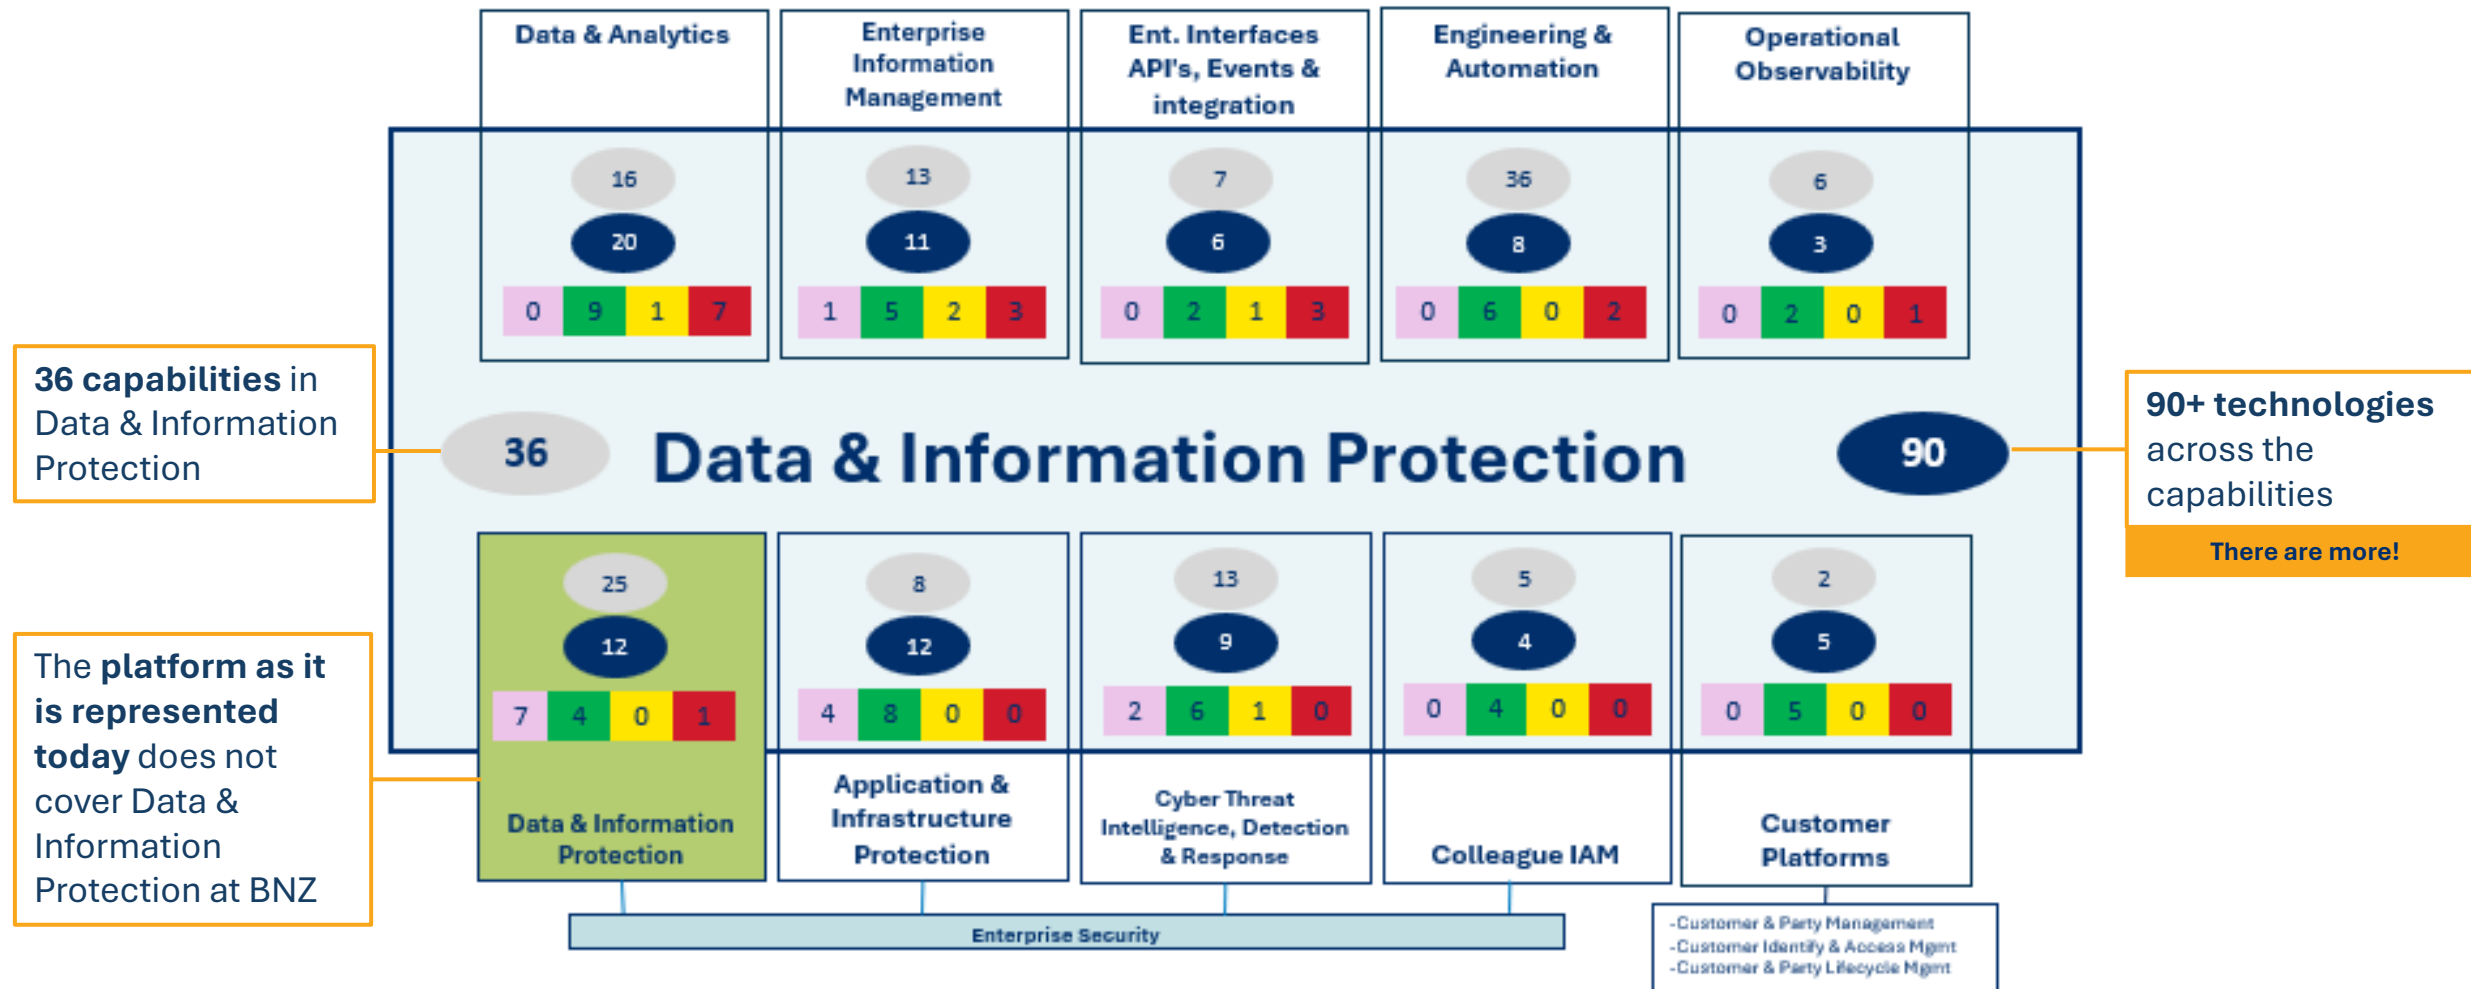 Data & Analytics
Enterprise
Information
Management
Ent. Interfaces
API's, Events &
integration
Engineering &
Automation
Operational
Observability
16
13
7
36
6
20
11
6
8
3
0 9 1 7
1 5 2 3
0 2 1 3
0 6 0 2
0 2 0 1
36 capabilities in
Data & Information
Protection
36
Data & Information Protection
90
90+ technologies
across the
capabilities
There are more!
25
8
13
5
2
12
12
9
4
5
7 4 0 1
4 8 0 0
2 6 1 0
0 4 0 0
0 5 0 0
The platform as it
is represented
today does not
cover Data &
Information
Protection at BNZ
Data & Information
Protection
Application &
Infrastructure
Protection
Cyber Threat
Intelligence, Detection
& Response
Colleague IAM
Customer
Platforms
Enterprise Security
-Customer & Party Management
-Customer Identify & Access Mgmt
-Customer & Party Lifecycle Mgmt